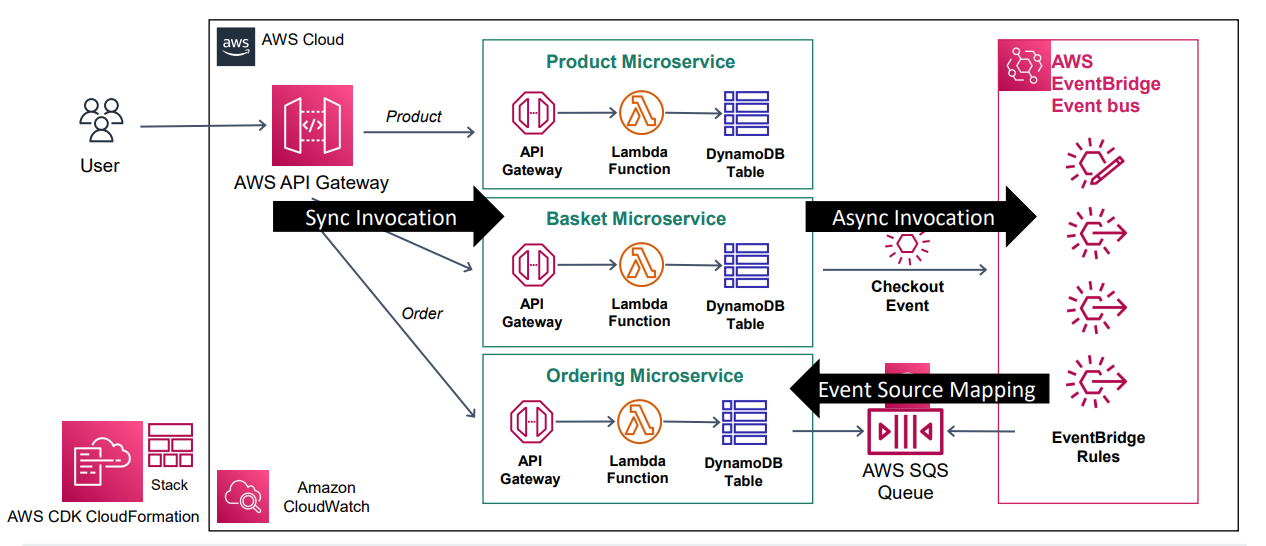 aws
AWS Cloud
User
AWS API Gateway
Product
Sync Invocation
Order
Product Microservice
API
Gateway
Lambda
Function
DynamoDB
Table
Basket Microservice
API
Gateway
Lambda
Function
DynamoDB
Table
Ordering Microservice
API
Gateway
Lambda
Function
DynamoDB
Table
Async Invocation
Checkout
Event
Event Source Mapping
AWS SQS
Queue
AWS
EventBridge
Event bus
EventBridge
Rules
Stack
AWS CDK CloudFormation
Amazon
CloudWatch